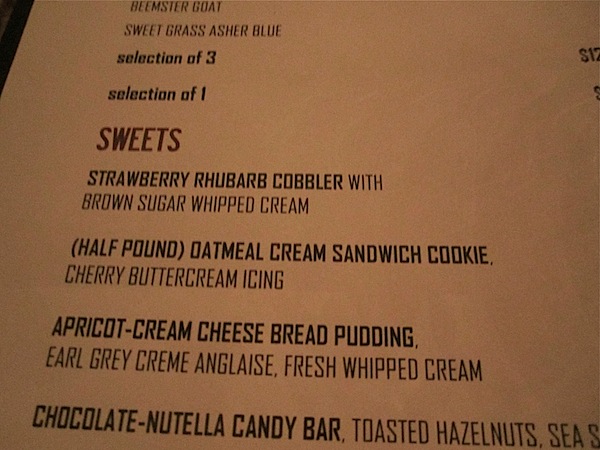 BEEMSTER GOAT
SWEET GRASS ASHER BLUE
selection of 3 $12
selection of 1 $
SWEETS
STRAWBERRY RHUBARB COBBLER WITH
BROWN SUGAR WHIPPED CREAM
(HALF POUND) OATMEAL CREAM SANDWICH COOKIE,
CHERRY BUTTERCREAM ICING
APRICOT-CREAM CHEESE BREAD PUDDING,
EARL GREY CREME ANGLAISE, FRESH WHIPPED CREAM
CHOCOLATE-NUTELLA CANDY BAR, TOASTED HAZELNUTS, SEA S